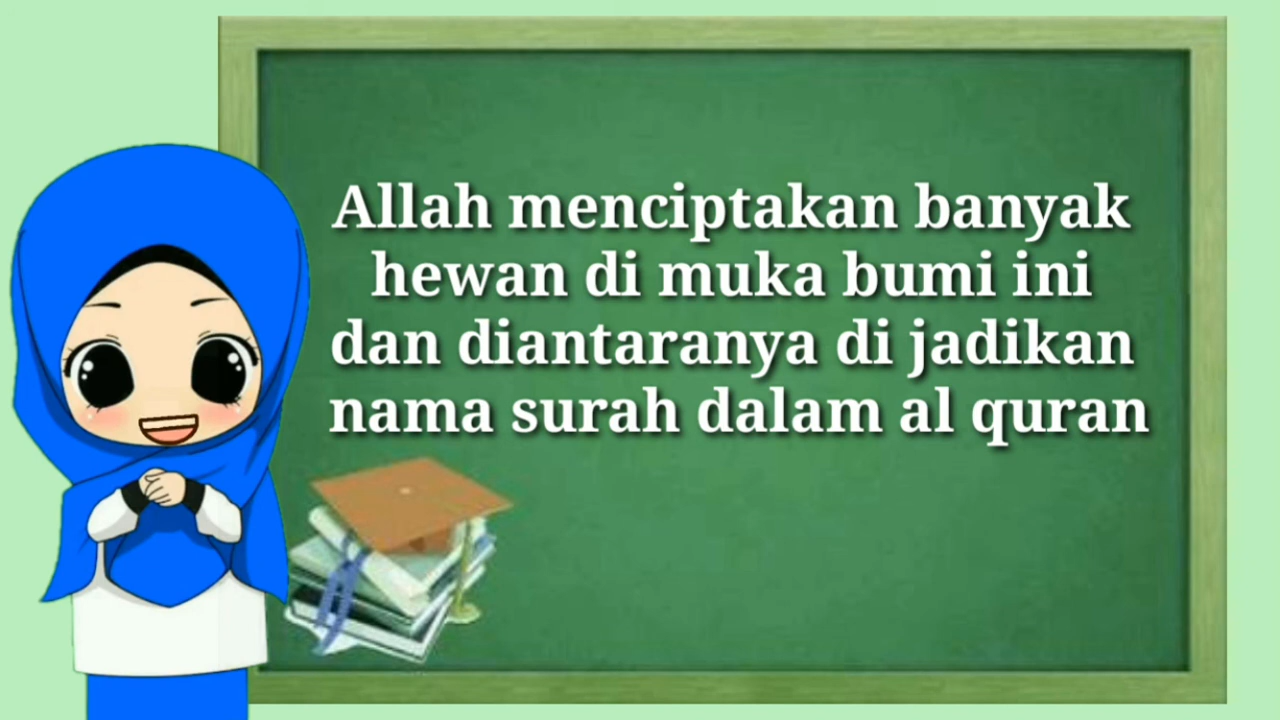 Allah menciptakan banyak
hewan di muka bumi ini
dan diantaranya di jadikan
nama surah dalam al quran